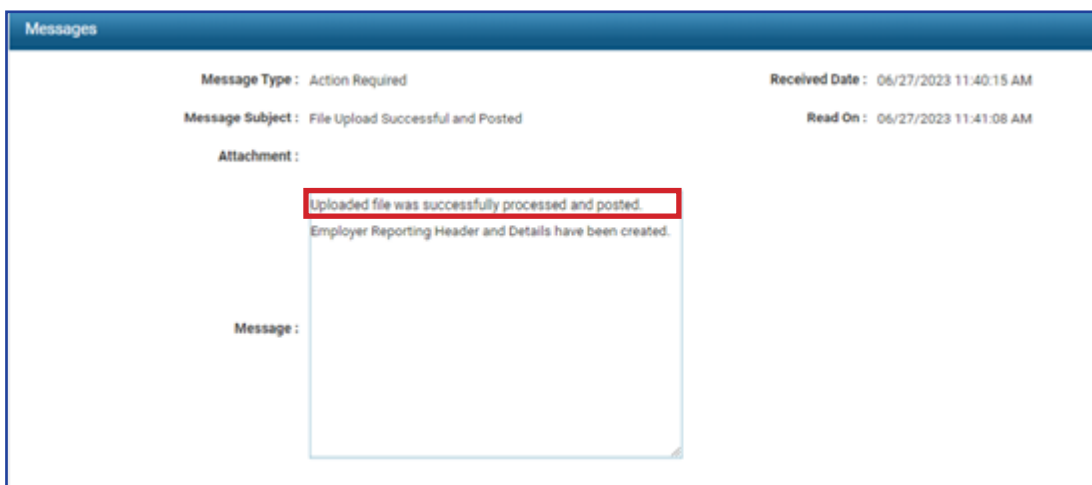 Messages
Message Type : Action Required Received Date : 06/27/2023 11:40:15 AM
Message Subject : File Upload Successful and Posted Read On : 06/27/2023 11:41:08 AM
Attachment :
Uploaded file was successfully processed and posted.
Employer Reporting Header and Details have been created.
Message :